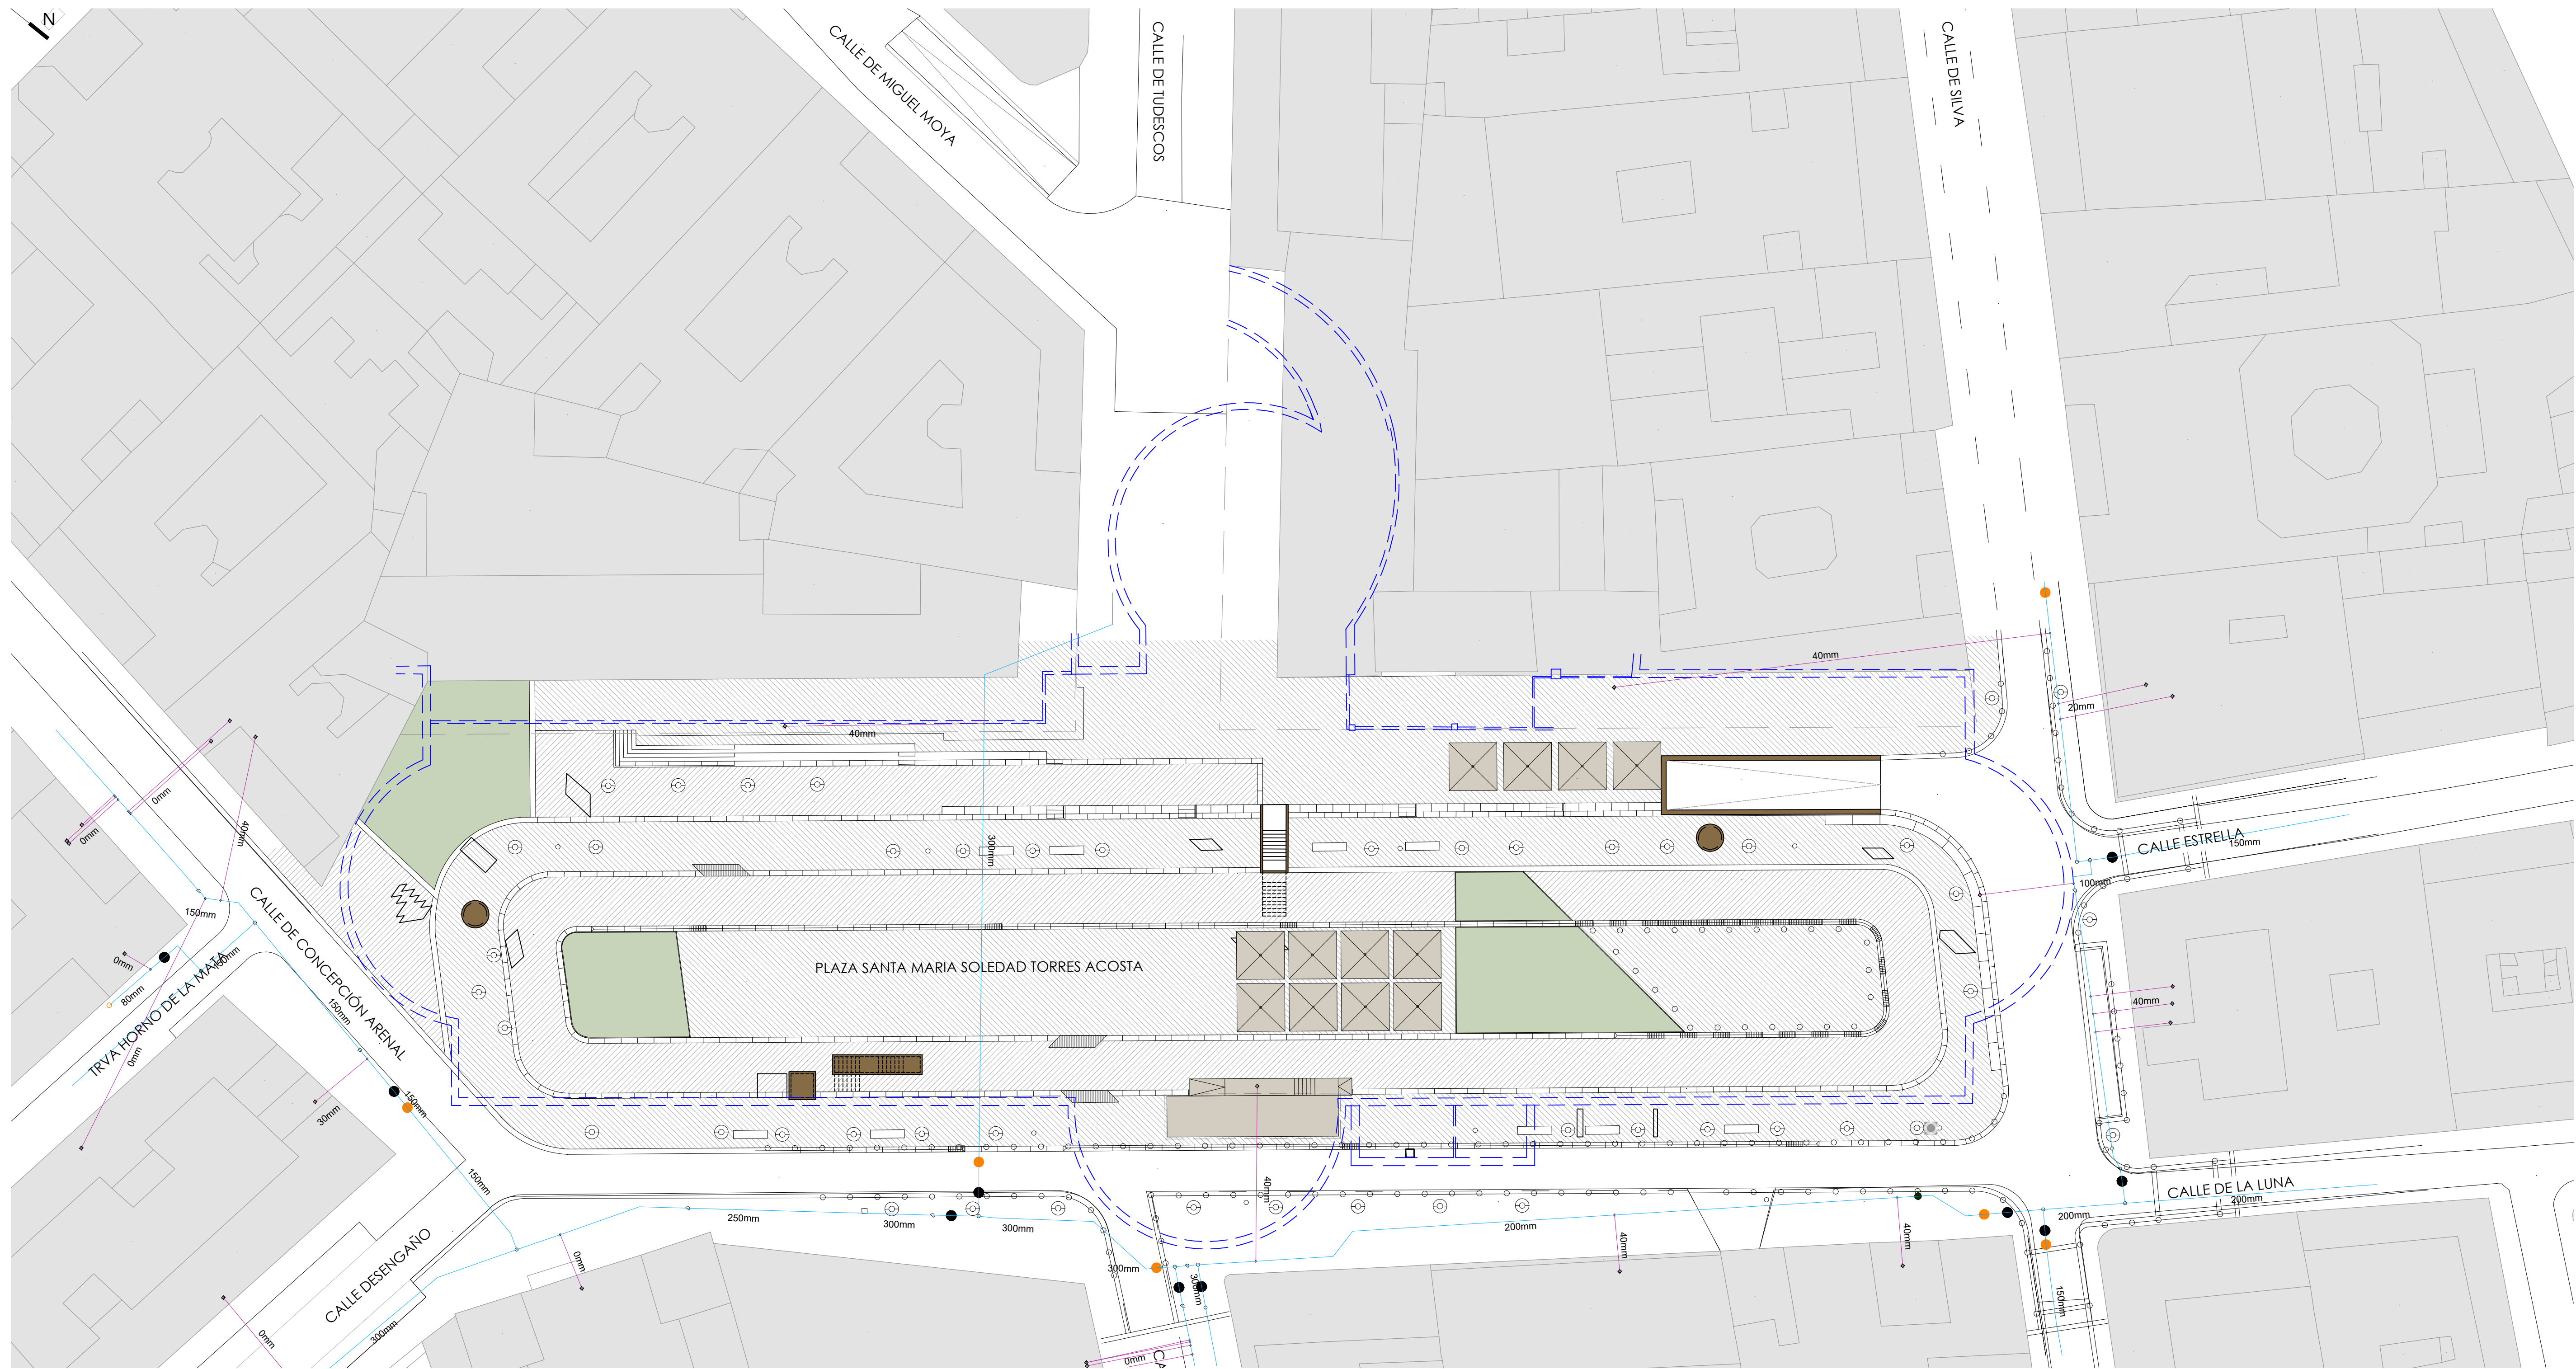 N
CALLE DE MIGUEL MOYA
CALLE DE TUDESCOS
CALLE DE SILVA
40mm
20mm
40mm
0mm
0mm
40mm
300mm
CALLE ESTRELLA
150mm
100mm
150mm
CALLE DE CONCEPCIÓN ARENAL
150mm
0mm
80mm
TRVA HORNO DE LA MATA
0mm
PLAZA SANTA MARIA SOLEDAD TORRES ACOSTA
40mm
150mm
150mm
30mm
150mm
40mm
CALLE DE LA LUNA
200mm
200mm
250mm
300mm
300mm
200mm
40mm
40mm
0mm
CALLE DESENGAÑO
300mm
0mm
300mm
300mm
150mm
0mm
CA